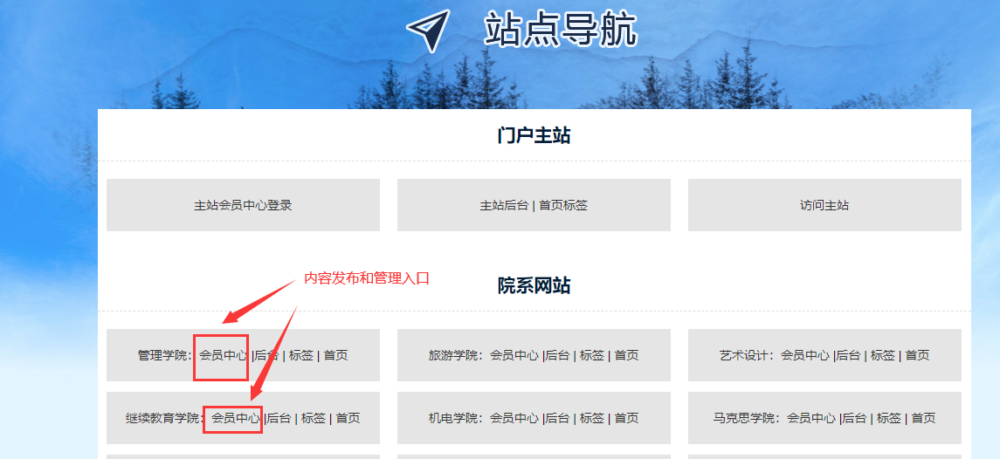 站点导航
门户主站
主站会员中心登录
主站后台 | 首页标签
访问主站
内容发布和管理入口
院系网站
管理学院：会员中心 |后台 | 标签 | 首页
旅游学院：会员中心 |后台 | 标签 | 首页
艺术设计：会员中心 |后台 | 标签 | 首页
继续教育学院：会员中心 |后台 | 标签 | 首页
机电学院：会员中心 |后台 | 标签 | 首页
马克思学院：会员中心 |后台 | 标签 | 首页